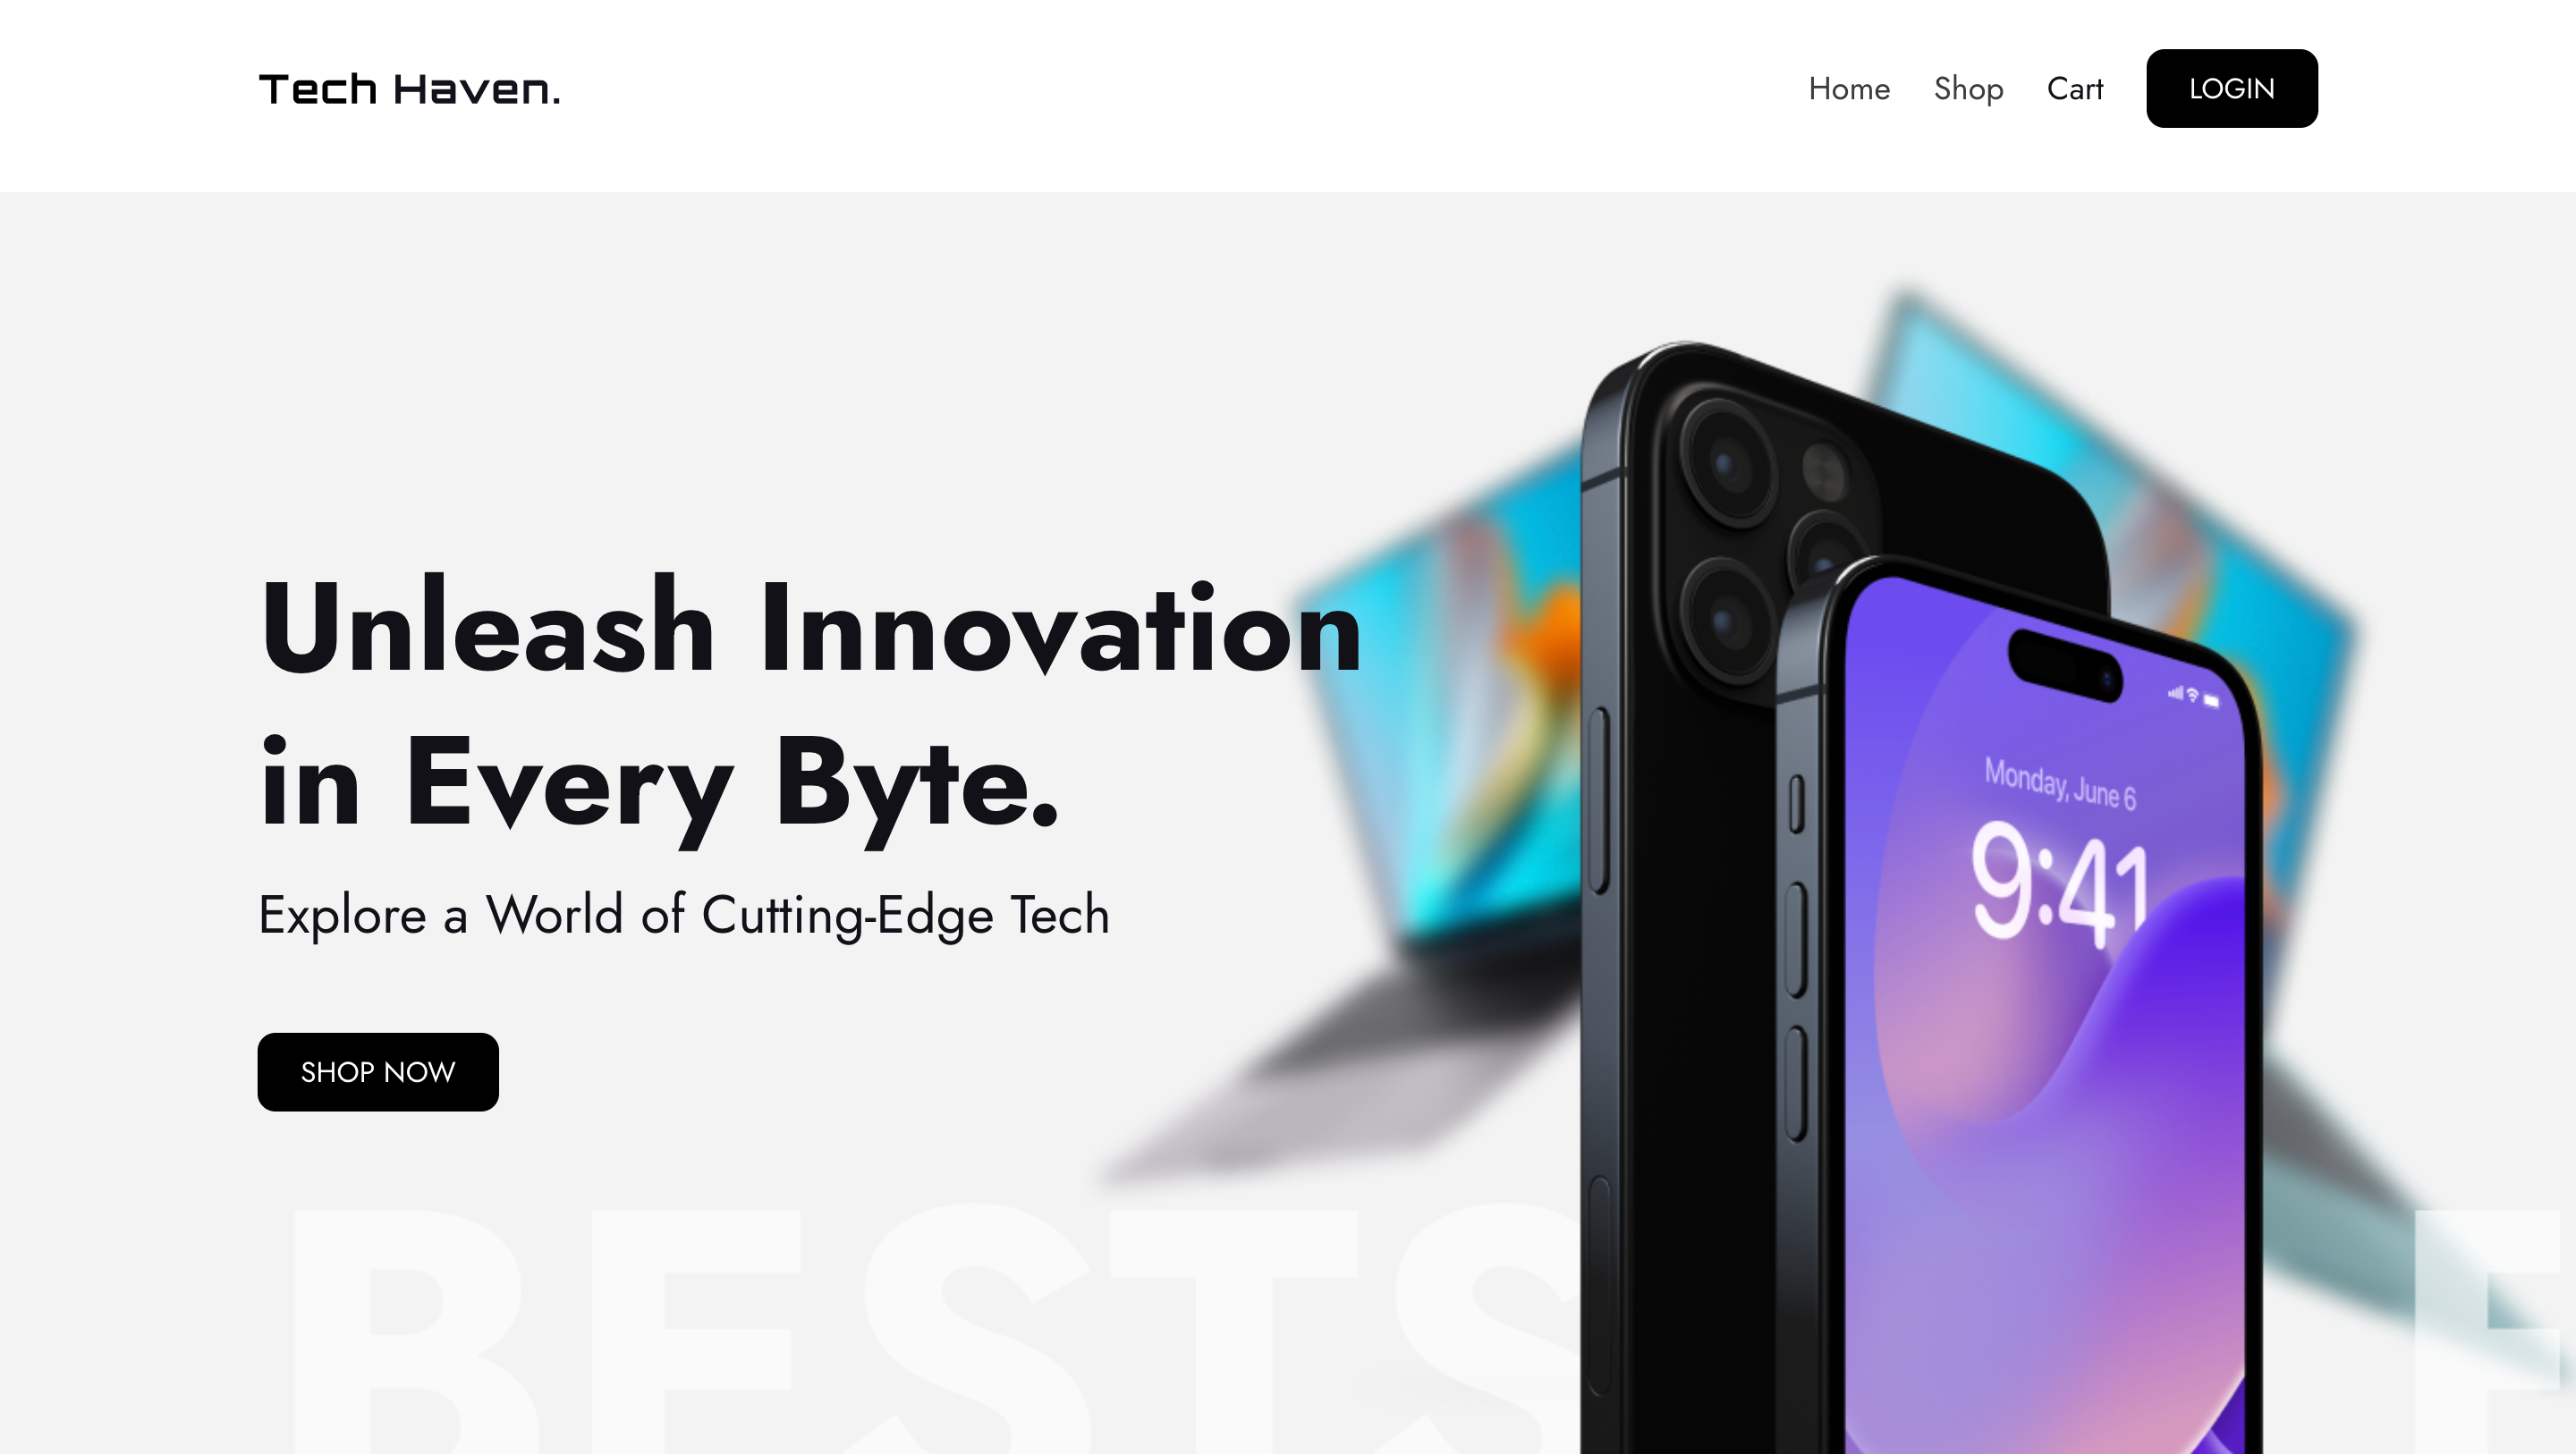 Tech Haven.
Home Shop Cart LOGIN
Unleash Innovation
in Every Byte.
Explore a World of Cutting-Edge Tech
SHOP NOW
Monday, June 6
9:41
BESTS